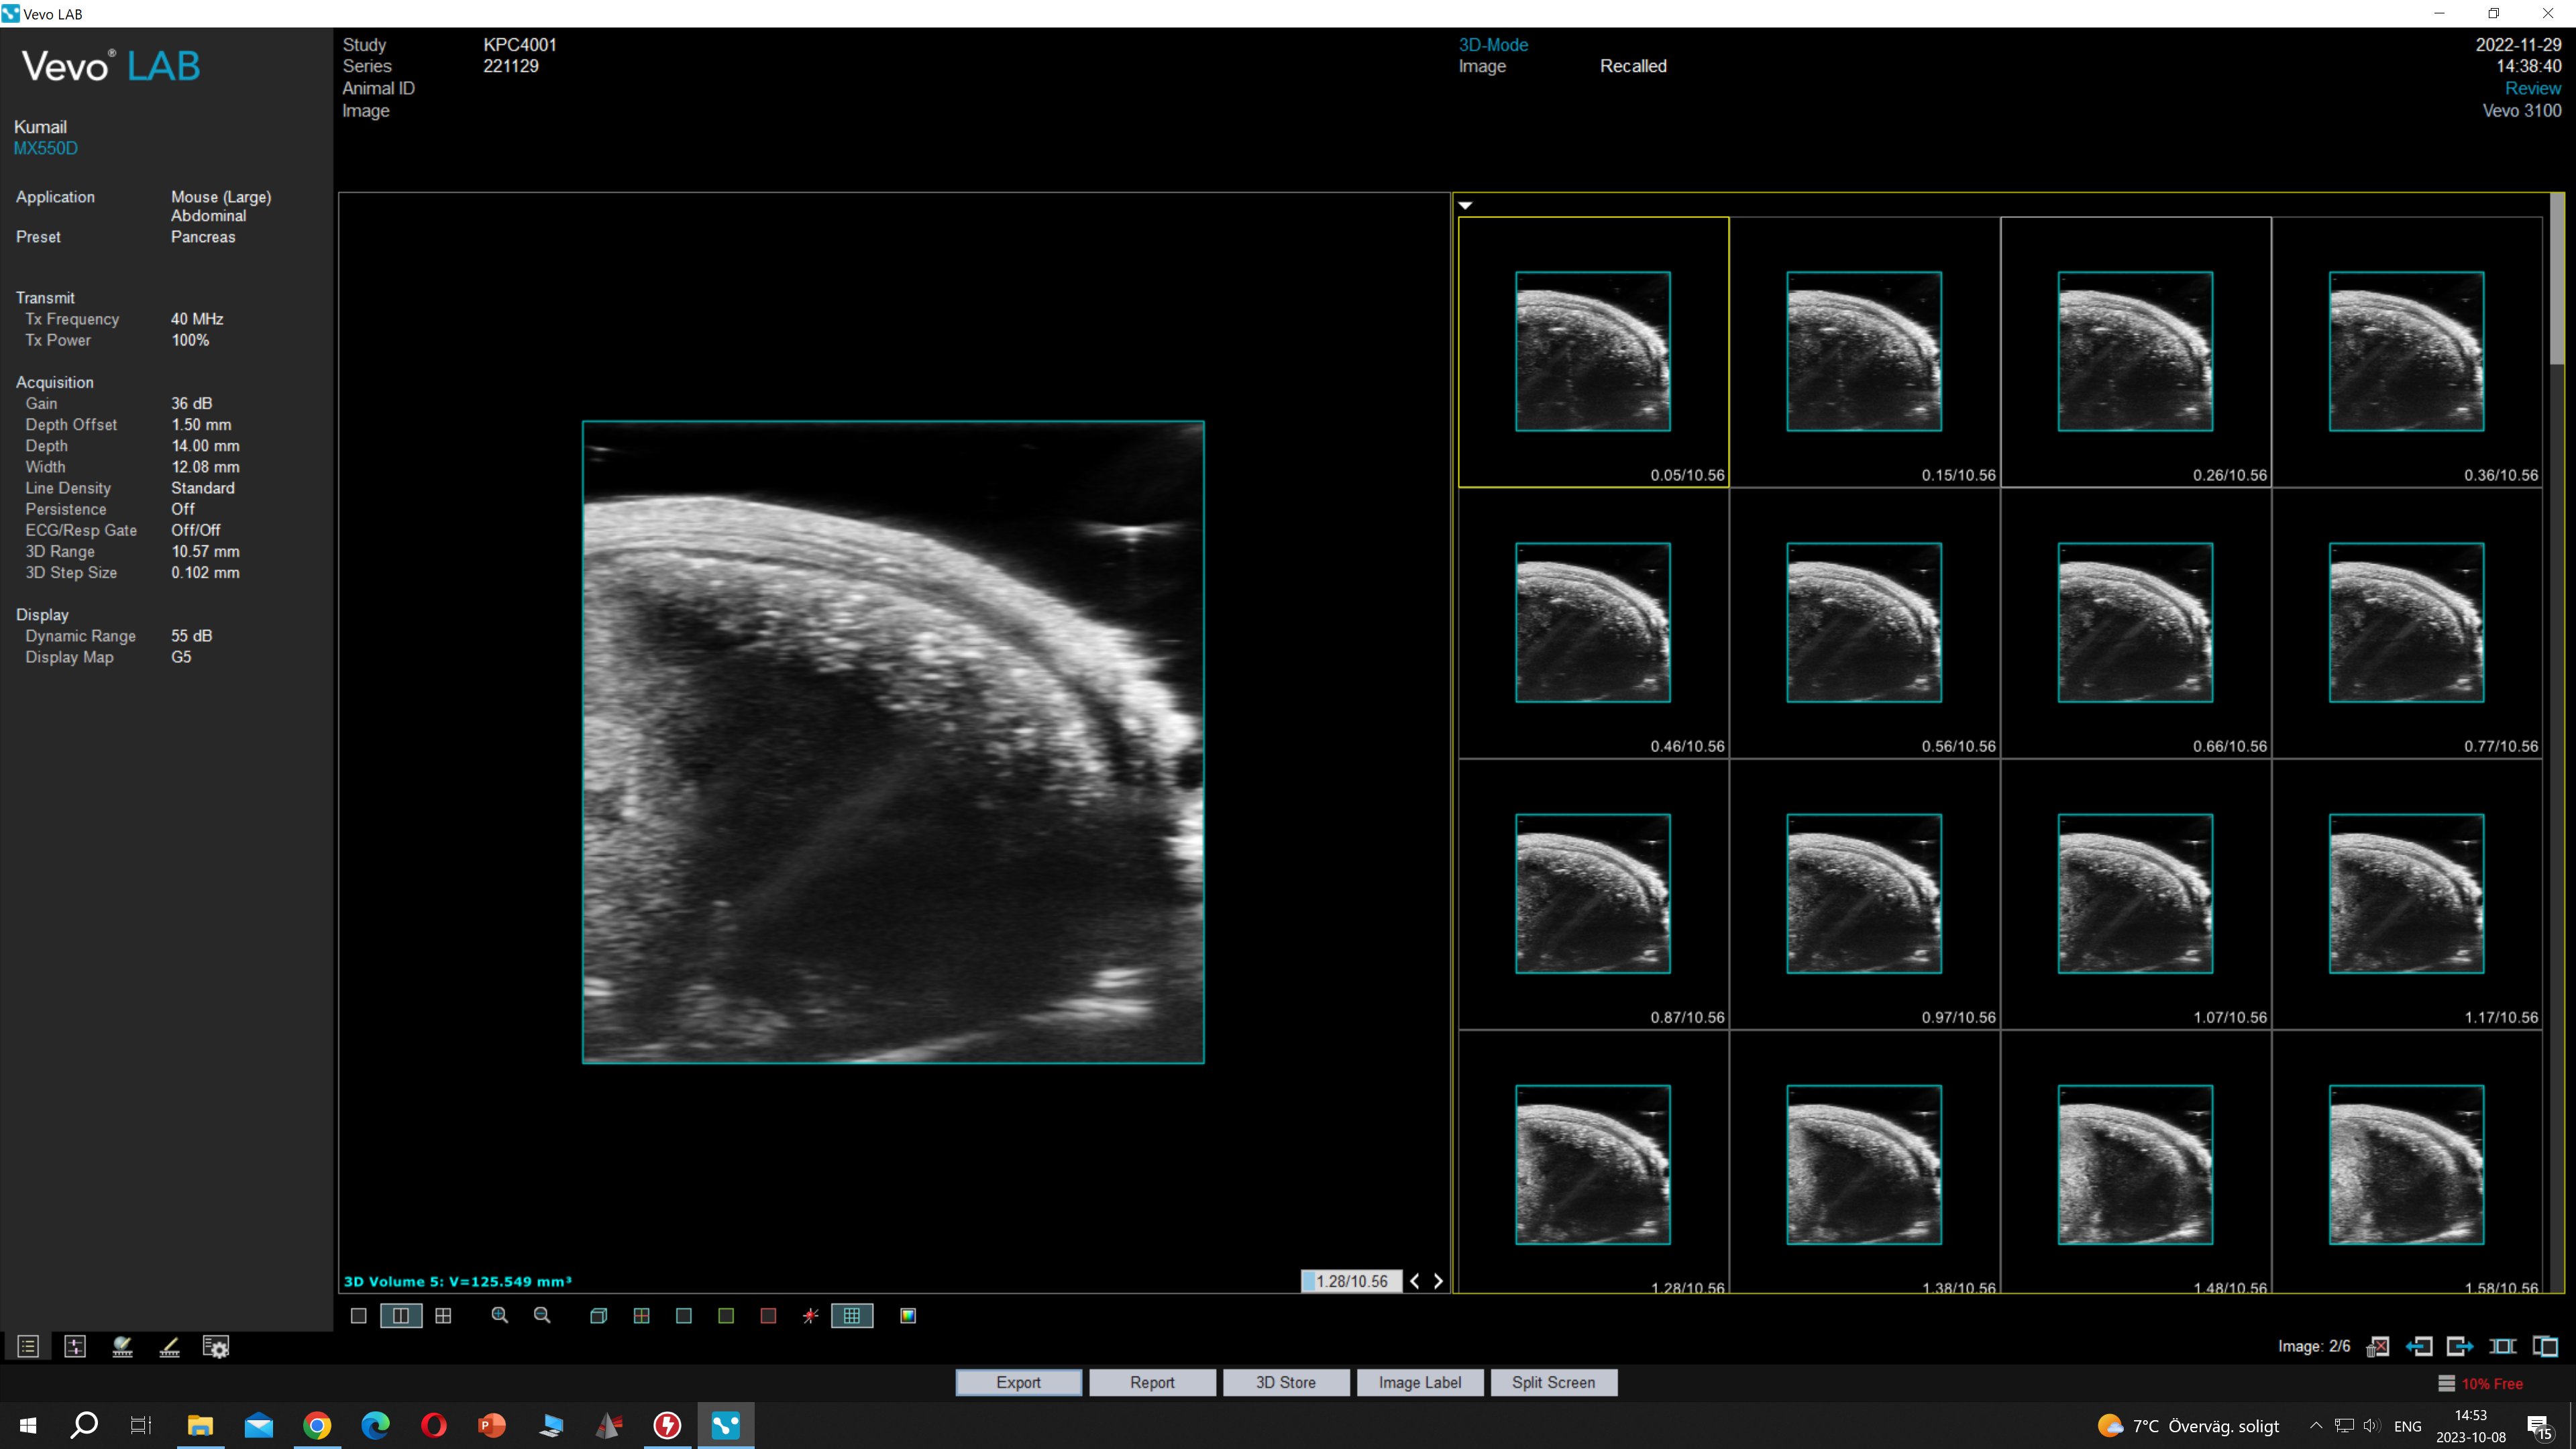 Vevo LAB
Vevo® LAB
Study KPC4001
Series 221129
Animal ID
Image
3D-Mode
Image Recalled
2022-11-29
14:38:40
Review
Vevo 3100
Kumail
MX550D
Application Mouse (Large)
Abdominal
Preset Pancreas
Transmit
Tx Frequency 40 MHz
Tx Power 100%
Acquisition
Gain 36 dB
Depth Offset 1.50 mm
Depth 14.00 mm
Width 12.08 mm
Line Density Standard
Persistence Off
ECG/Resp Gate Off/Off
3D Range 10.57 mm
3D Step Size 0.102 mm
Display
Dynamic Range 55 dB
Display Map G5
0.05/10.56 0.15/10.56 0.26/10.56 0.36/10.56
0.46/10.56 0.56/10.56 0.66/10.56 0.77/10.56
0.87/10.56 0.97/10.56 1.07/10.56 1.17/10.56
1.28/10.56 1.38/10.56 1.48/10.56 1.58/10.56
3D Volume 5: V=125.549 mm³
1.28/10.56
Image: 2/6
Export Report 3D Store Image Label Split Screen
10% Free
7°C Överväg. soligt
ENG
14:53
2023-10-08
15